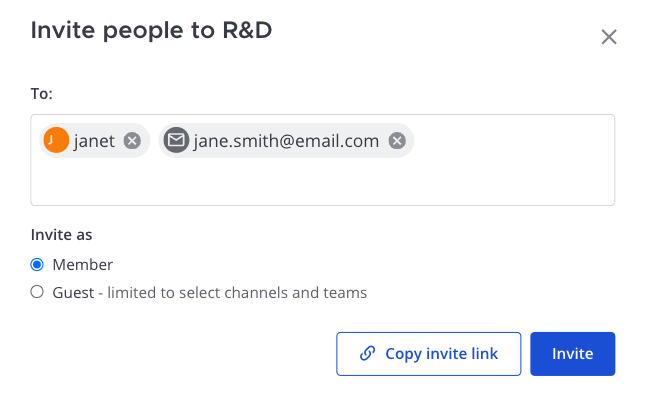 Invite people to R&D
To:
J janet jane.smith@email.com
Invite as
Member
Guest - limited to select channels and teams
Copy invite link Invite